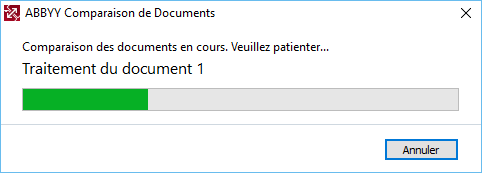 ABBYY Comparaison de Documents
Comparaison des documents en cours. Veuillez patienter...
Traitement du document 1
Annuler